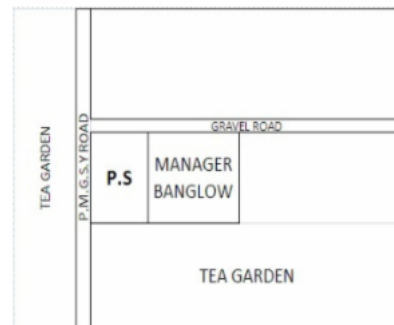 TEA GARDEN
P.M.G.S.Y ROAD
GRAVEL ROAD
P.S
MANAGER
BANGLOW
TEA GARDEN